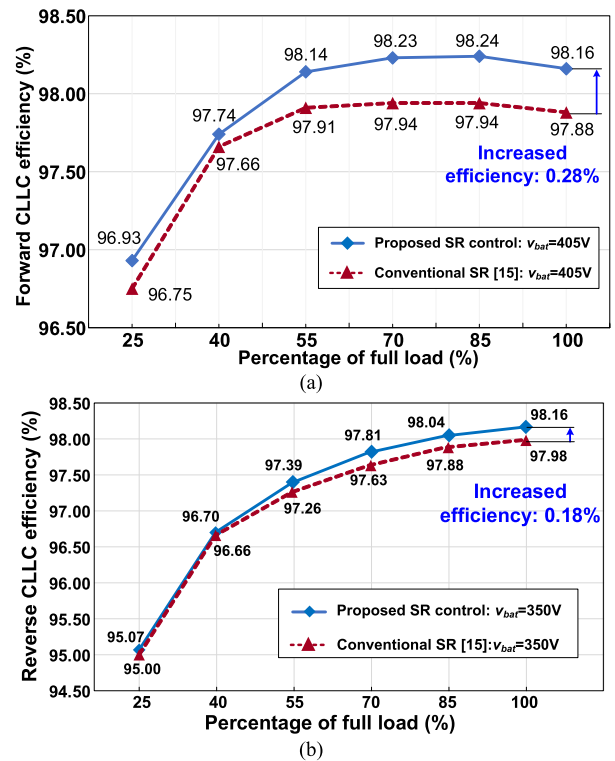 Forward CLLC efficiency (%)
98.50
98.00
97.50
97.00
96.50
96.93
97.74
98.14
98.23
98.24
98.16
96.75
97.66
97.91
97.94
97.94
97.88
Increased
efficiency: 0.28%
Proposed SR control: vbat=405V
Conventional SR [15]: vbat=405V
25 40 55 70 85 100
Percentage of full load (%)
(a)
Reverse CLLC efficiency (%)
98.50
98.00
97.50
97.00
96.50
96.00
95.50
95.00
94.50
95.07
96.70
97.39
97.81
98.04
98.16
95.00
96.66
97.26
97.63
97.88
97.98
Increased
efficiency: 0.18%
Proposed SR control: vbat=350V
Conventional SR [15]:vbat=350V
25 40 55 70 85 100
Percentage of full load (%)
(b)